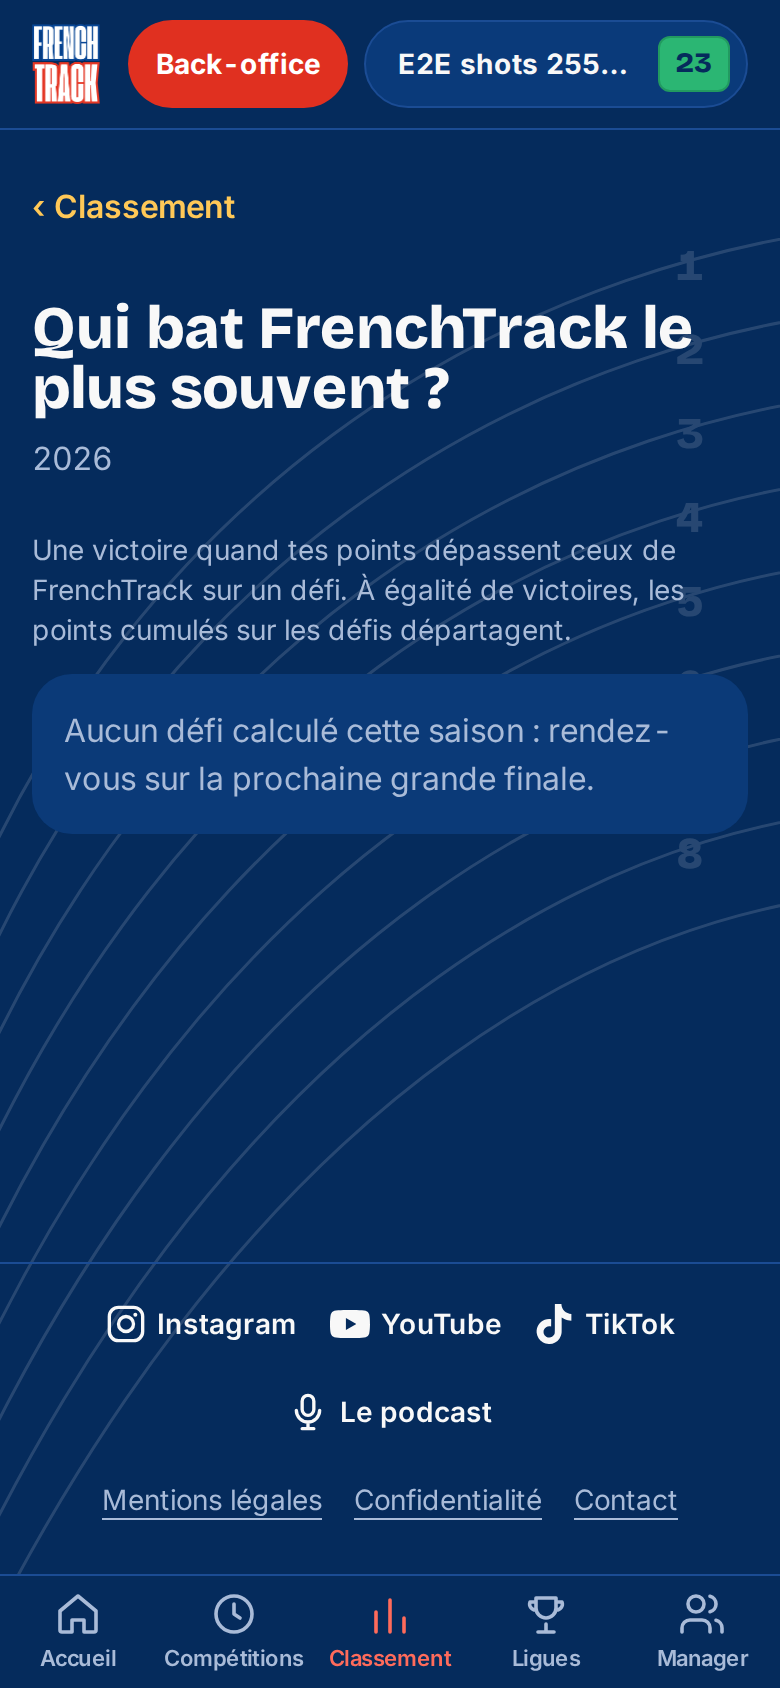 FRENCH
TRACK
Back-office
E2E shots 255...
23
‹ Classement
1
Qui bat FrenchTrack le
2
plus souvent ?
3
2026
4
Une victoire quand tes points dépassent ceux de
FrenchTrack sur un défi. À égalité de victoires, les
5
points cumulés sur les défis départagent.
Aucun défi calculé cette saison : rendez-
vous sur la prochaine grande finale.
8
Instagram
YouTube
TikTok
Le podcast
Mentions légales
Confidentialité
Contact
Accueil
Compétitions
Classement
Ligues
Manager